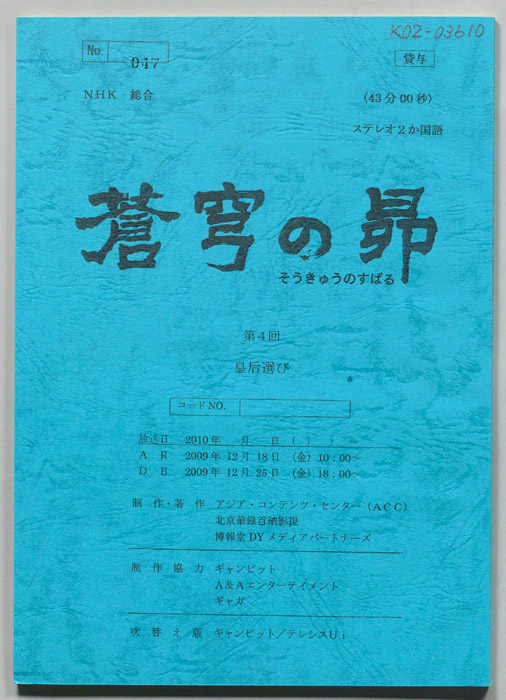 K02-03610
No. 047
貸与
NHK 総合
(43分00秒)
ステレオ2か国語
蒼穹の昴
そうきゅうのすばる
第4回
皇后選び
コードNO.
放送日 2010年 月 日 ( ) :
A R 2009年 12月 18日 (金) 10:00~
D B 2009年 12月 25日 (金) 18:00~
制作・著作 アジア・コンテンツ・センター(ACC)
北京華録百納影視
博報堂DYメディアパートナーズ
制作協力 ギャンビット
A&Aエンターテイメント
ギャガ
吹替え版 ギャンビット/テレシスUi